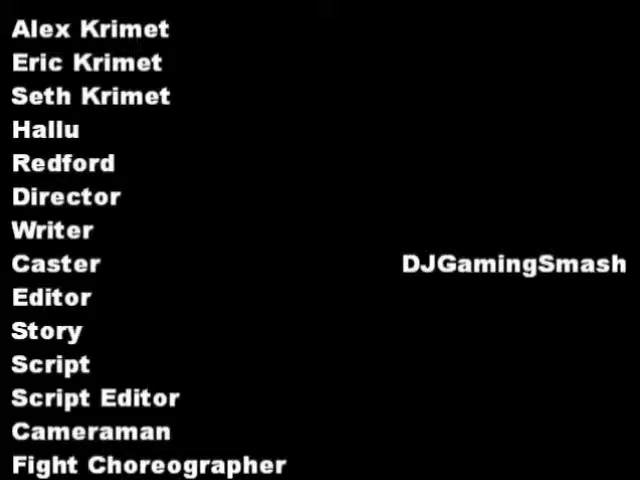 Alex Krimet
Eric Krimet
Seth Krimet
Hallu
Redford
Director
Writer
Caster DJGamingSmash
Editor
Story
Script
Script Editor
Cameraman
Fight Choreographer